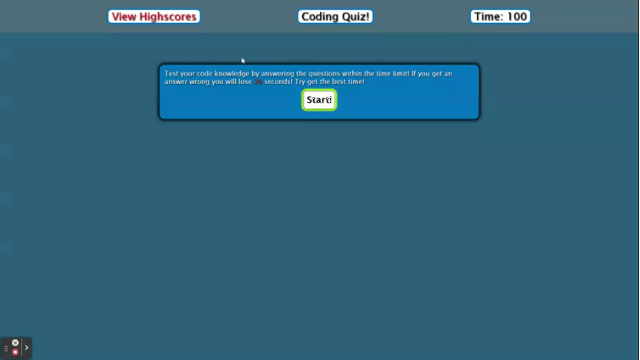 View Highscores
Coding Quiz!
Time: 100
Test your code knowledge by answering the questions within the time limit! If you get an
answer wrong you will lose seconds! Try get the best time!
Start!